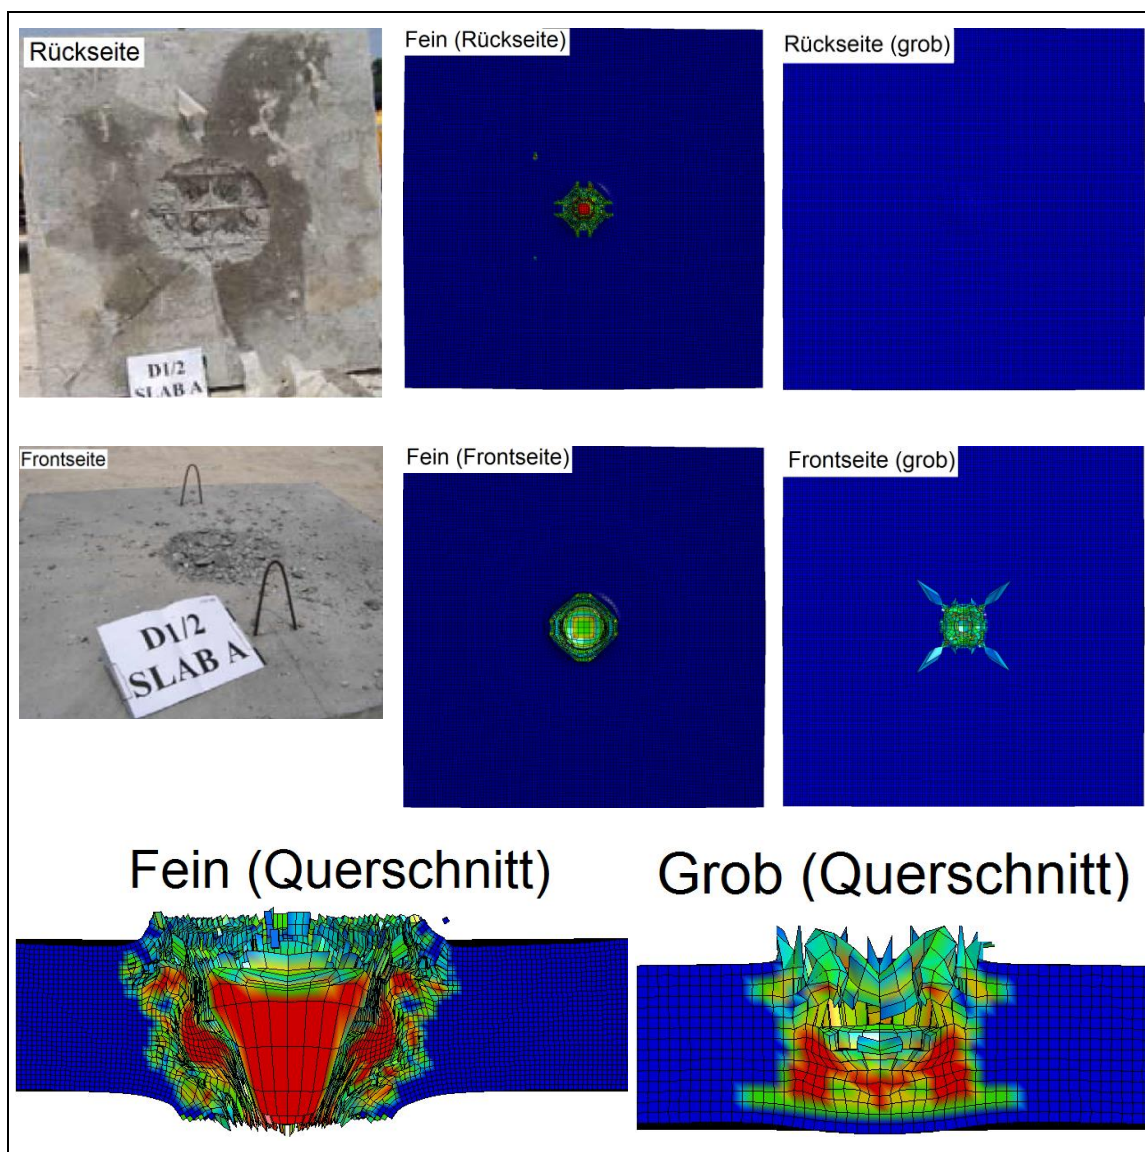 Rückseite
Fein (Rückseite)
Rückseite (grob)
D1/2
SLAB A
Frontseite
Fein (Frontseite)
Frontseite (grob)
D1/2
SLAB A
Fein (Querschnitt)
Grob (Querschnitt)